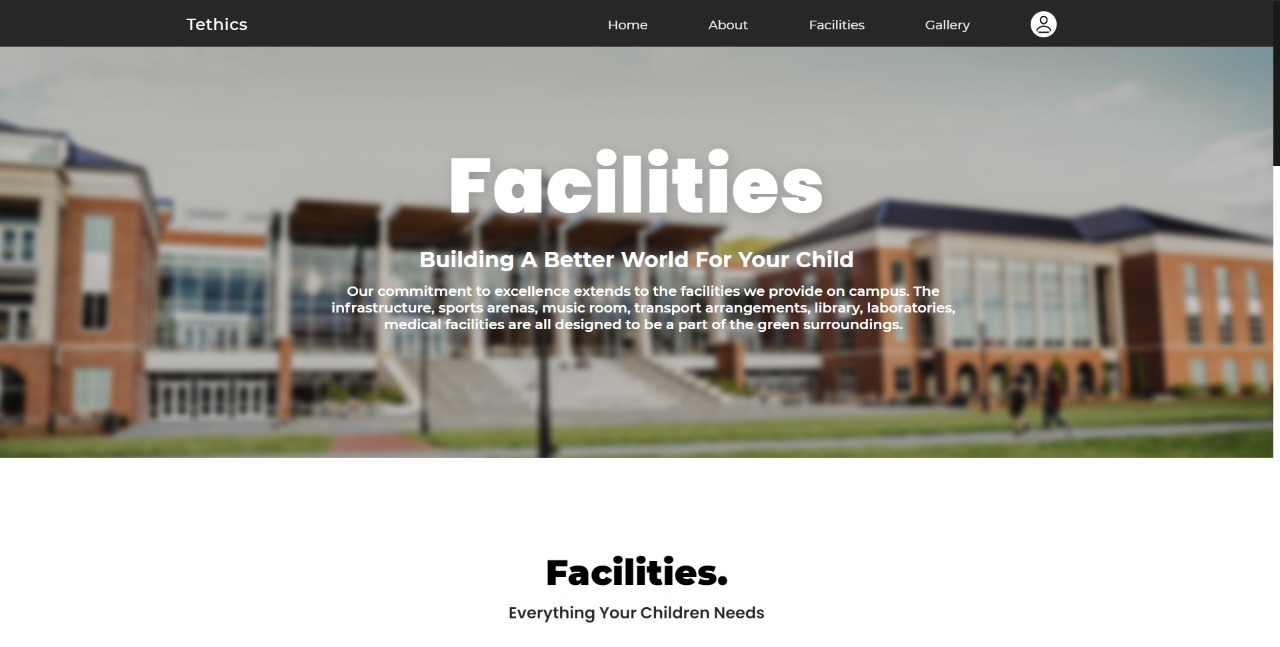 Tethics
Home
About
Facilities
Gallery
Facilities
Building A Better World For Your Child
Our commitment to excellence extends to the facilities we provide on campus. The
infrastructure, sports arenas, music room, transport arrangements, library, laboratories,
medical facilities are all designed to be a part of the green surroundings.
Facilities.
Everything Your Children Needs